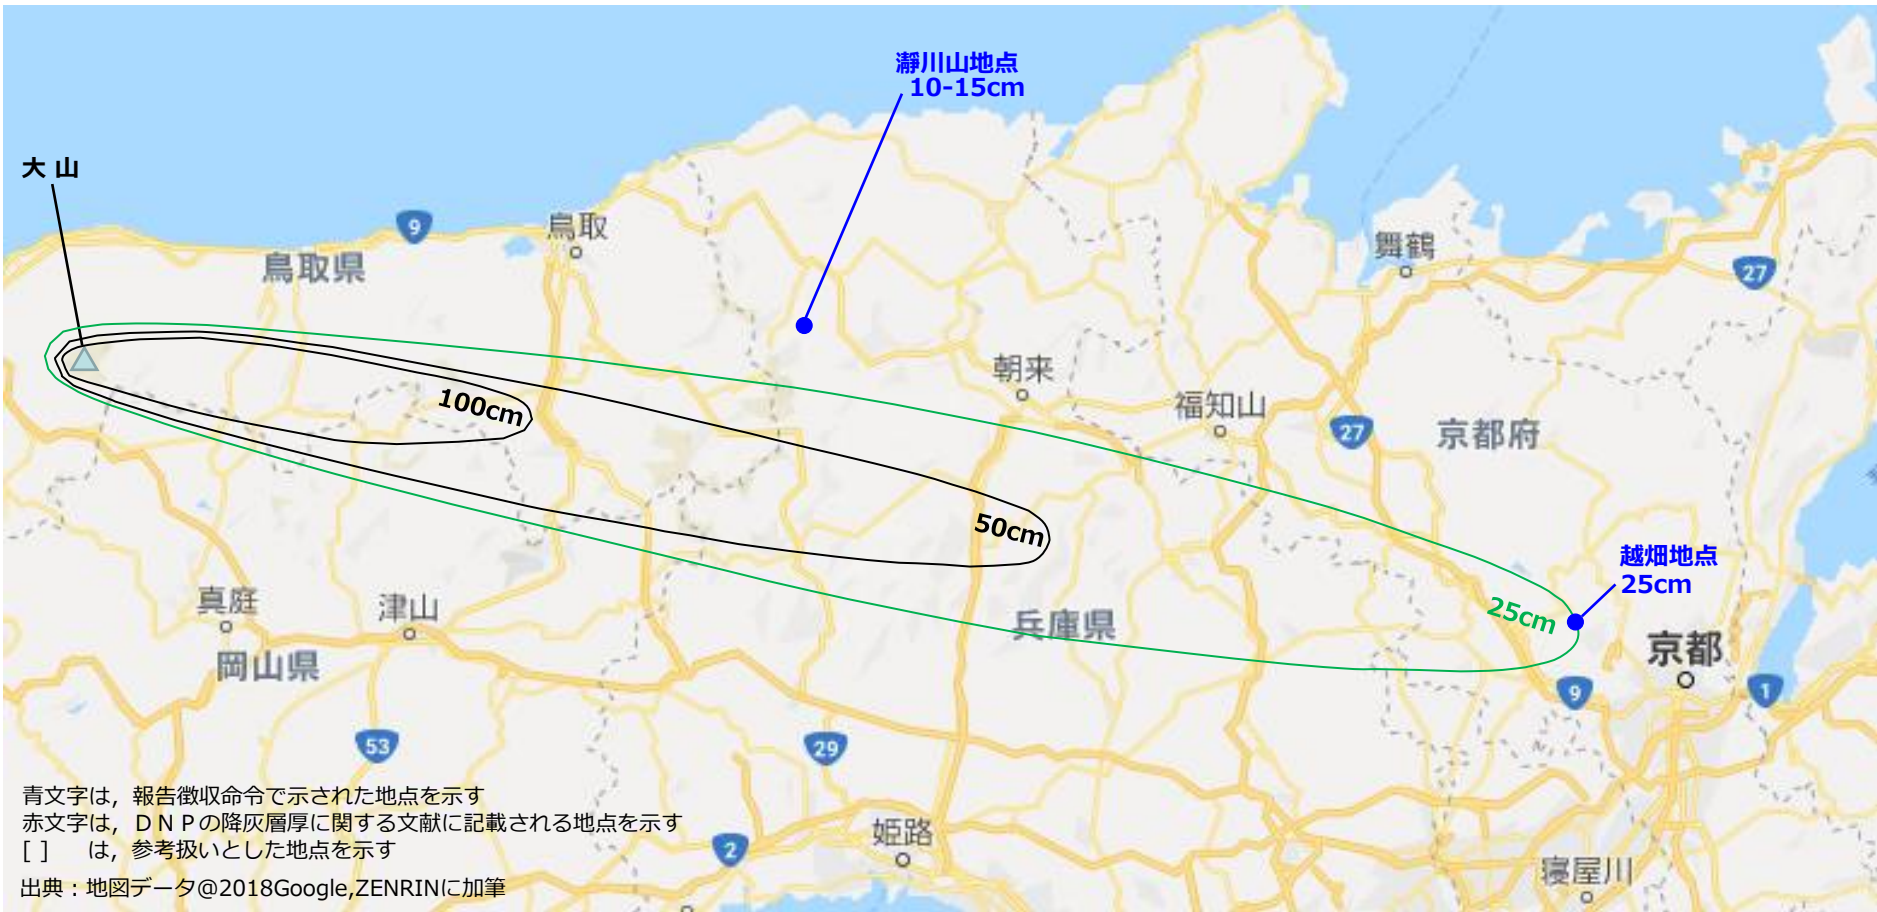 瀞川山地点
10-15cm
大 山
9
鳥取
鳥取県
舞鶴
27
朝来
福知山
100cm
27
京都府
50cm
越畑地点
25cm
25cm
真庭
津山
兵庫県
京都
岡山県
9
1
53
29
青文字は，報告徴収命令で示された地点を示す
赤文字は，ＤＮＰの降灰層厚に関する文献に記載される地点を示す
[ ]　は，参考扱いとした地点を示す
2
姫路
寝屋川
出典：地図データ@2018Google,ZENRINに加筆